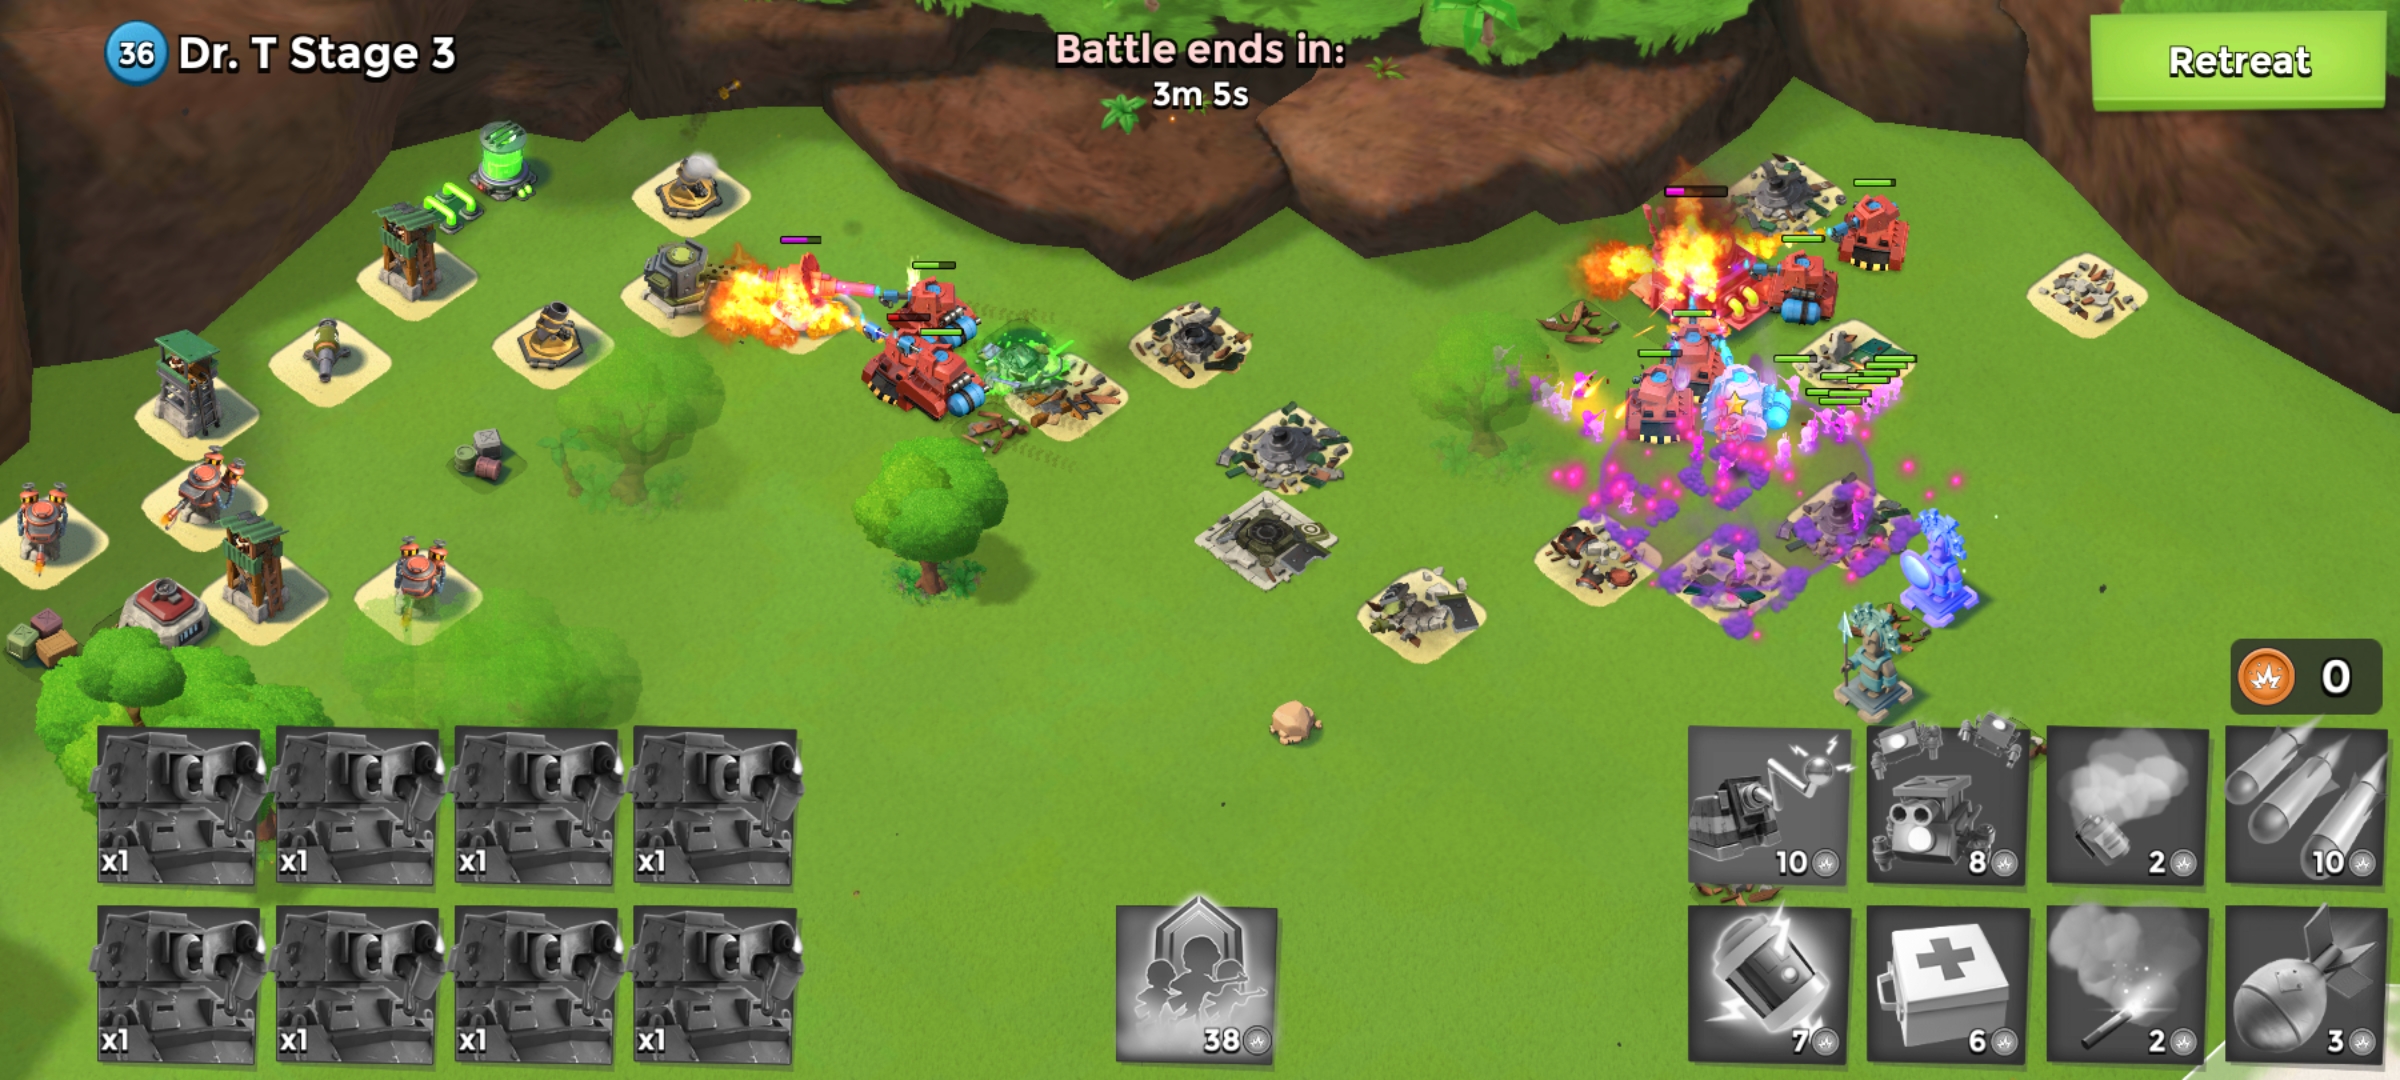 36 Dr. T Stage 3
Battle ends in:
3m 5s
Retreat
0
x1 x1 x1 x1
10 8 2 10
x1 x1 x1 x1
38
7 6 2 3